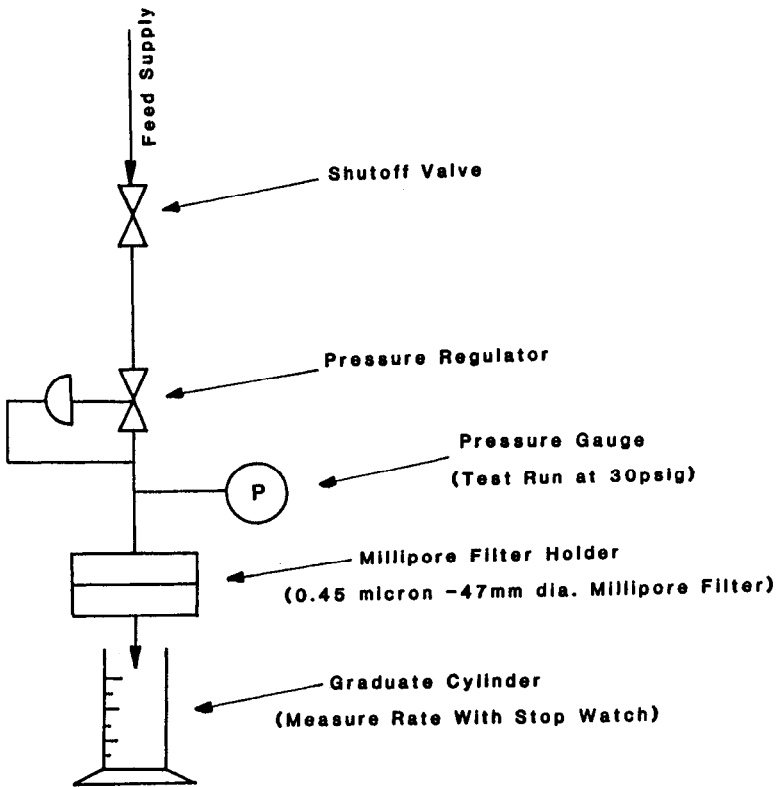 Feed Supply
Shutoff Valve
Pressure Regulator
Pressure Gauge
(Test Run at 30psig)
P
Millipore Filter Holder
(0.45 micron -47mm dia. Millipore Filter)
Graduate Cylinder
(Measure Rate With Stop Watch)